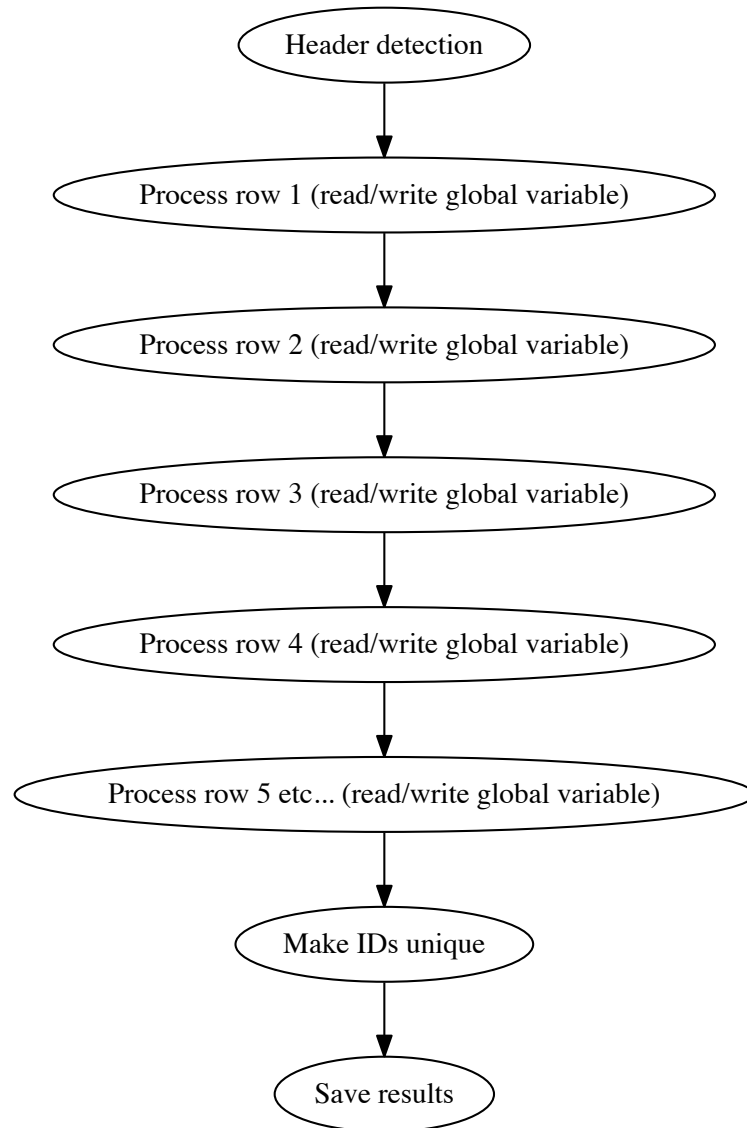 Header detection
Process row 1 (read/write global variable)
Process row 2 (read/write global variable)
Process row 3 (read/write global variable)
Process row 4 (read/write global variable)
Process row 5 etc... (read/write global variable)
Make IDs unique
Save results